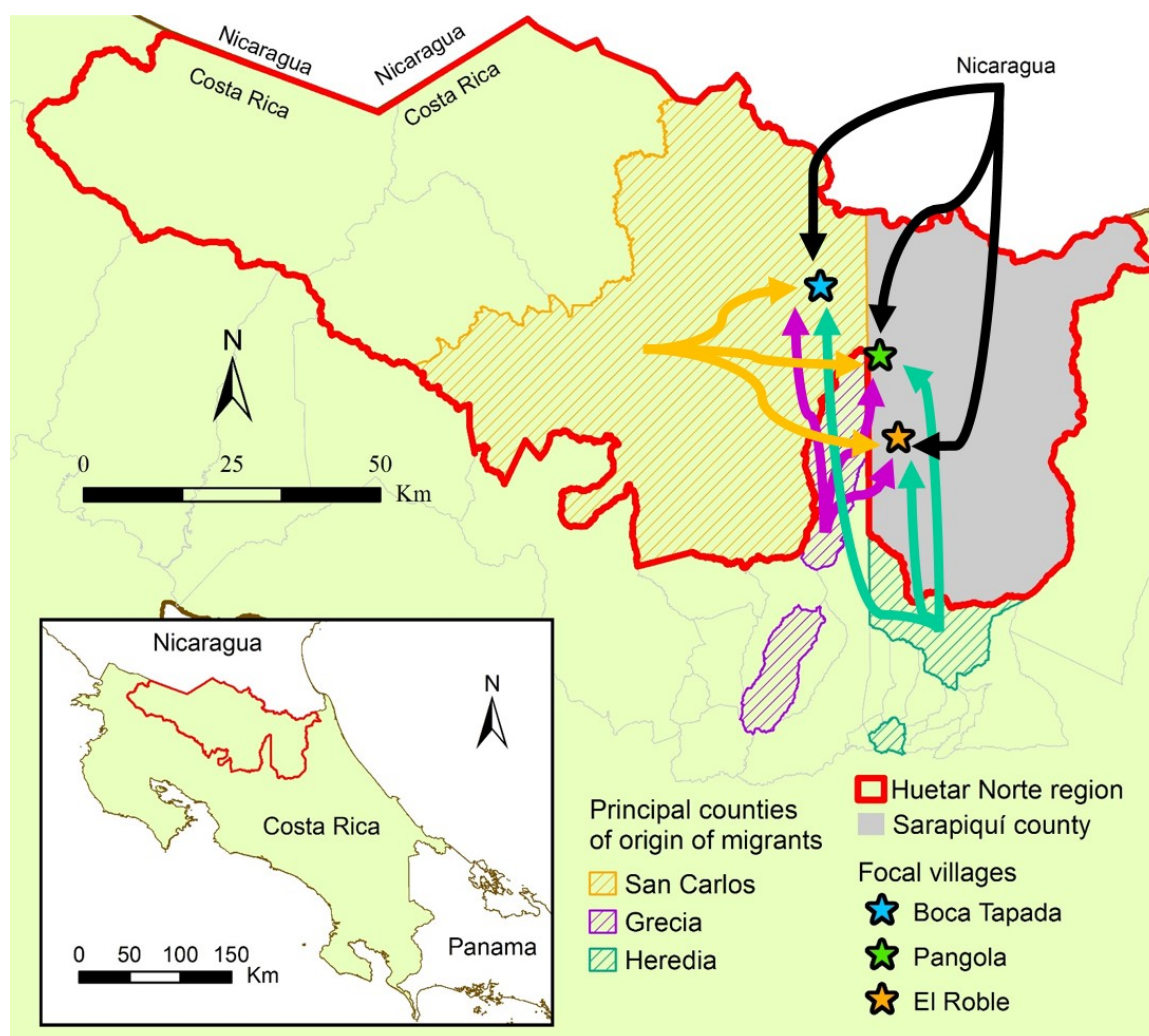 Nicaragua
Costa Rica
Nicaragua
Costa Rica
Nicaragua
N
0 25 50
Km
Nicaragua
N
Costa Rica
Panama
0 50 100 150
Km
Principal counties
of origin of migrants
San Carlos
Grecia
Heredia
Huetar Norte region
Sarapiquí county
Focal villages
Boca Tapada
Pangola
El Roble